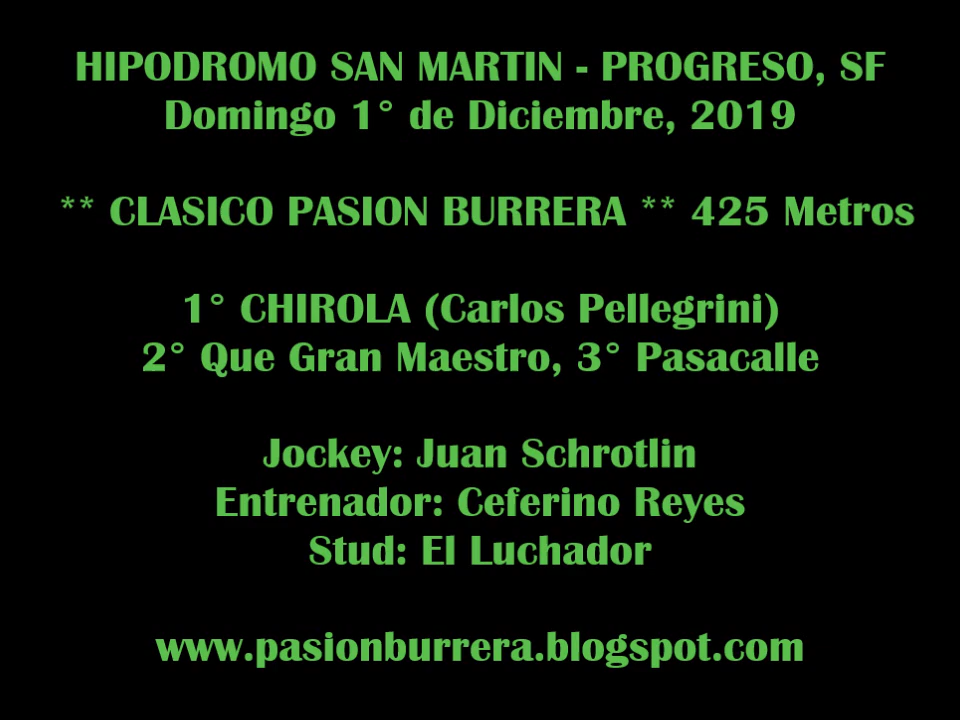 HIPODROMO SAN MARTIN - PROGRESO, SF
Domingo 1° de Diciembre, 2019
** CLASICO PASION BURRERA ** 425 Metros
1° CHIROLA (Carlos Pellegrini)
2° Que Gran Maestro, 3° Pasacalle
Jockey: Juan Schrotlin
Entrenador: Ceferino Reyes
Stud: El Luchador
www.pasionburrera.blogspot.com